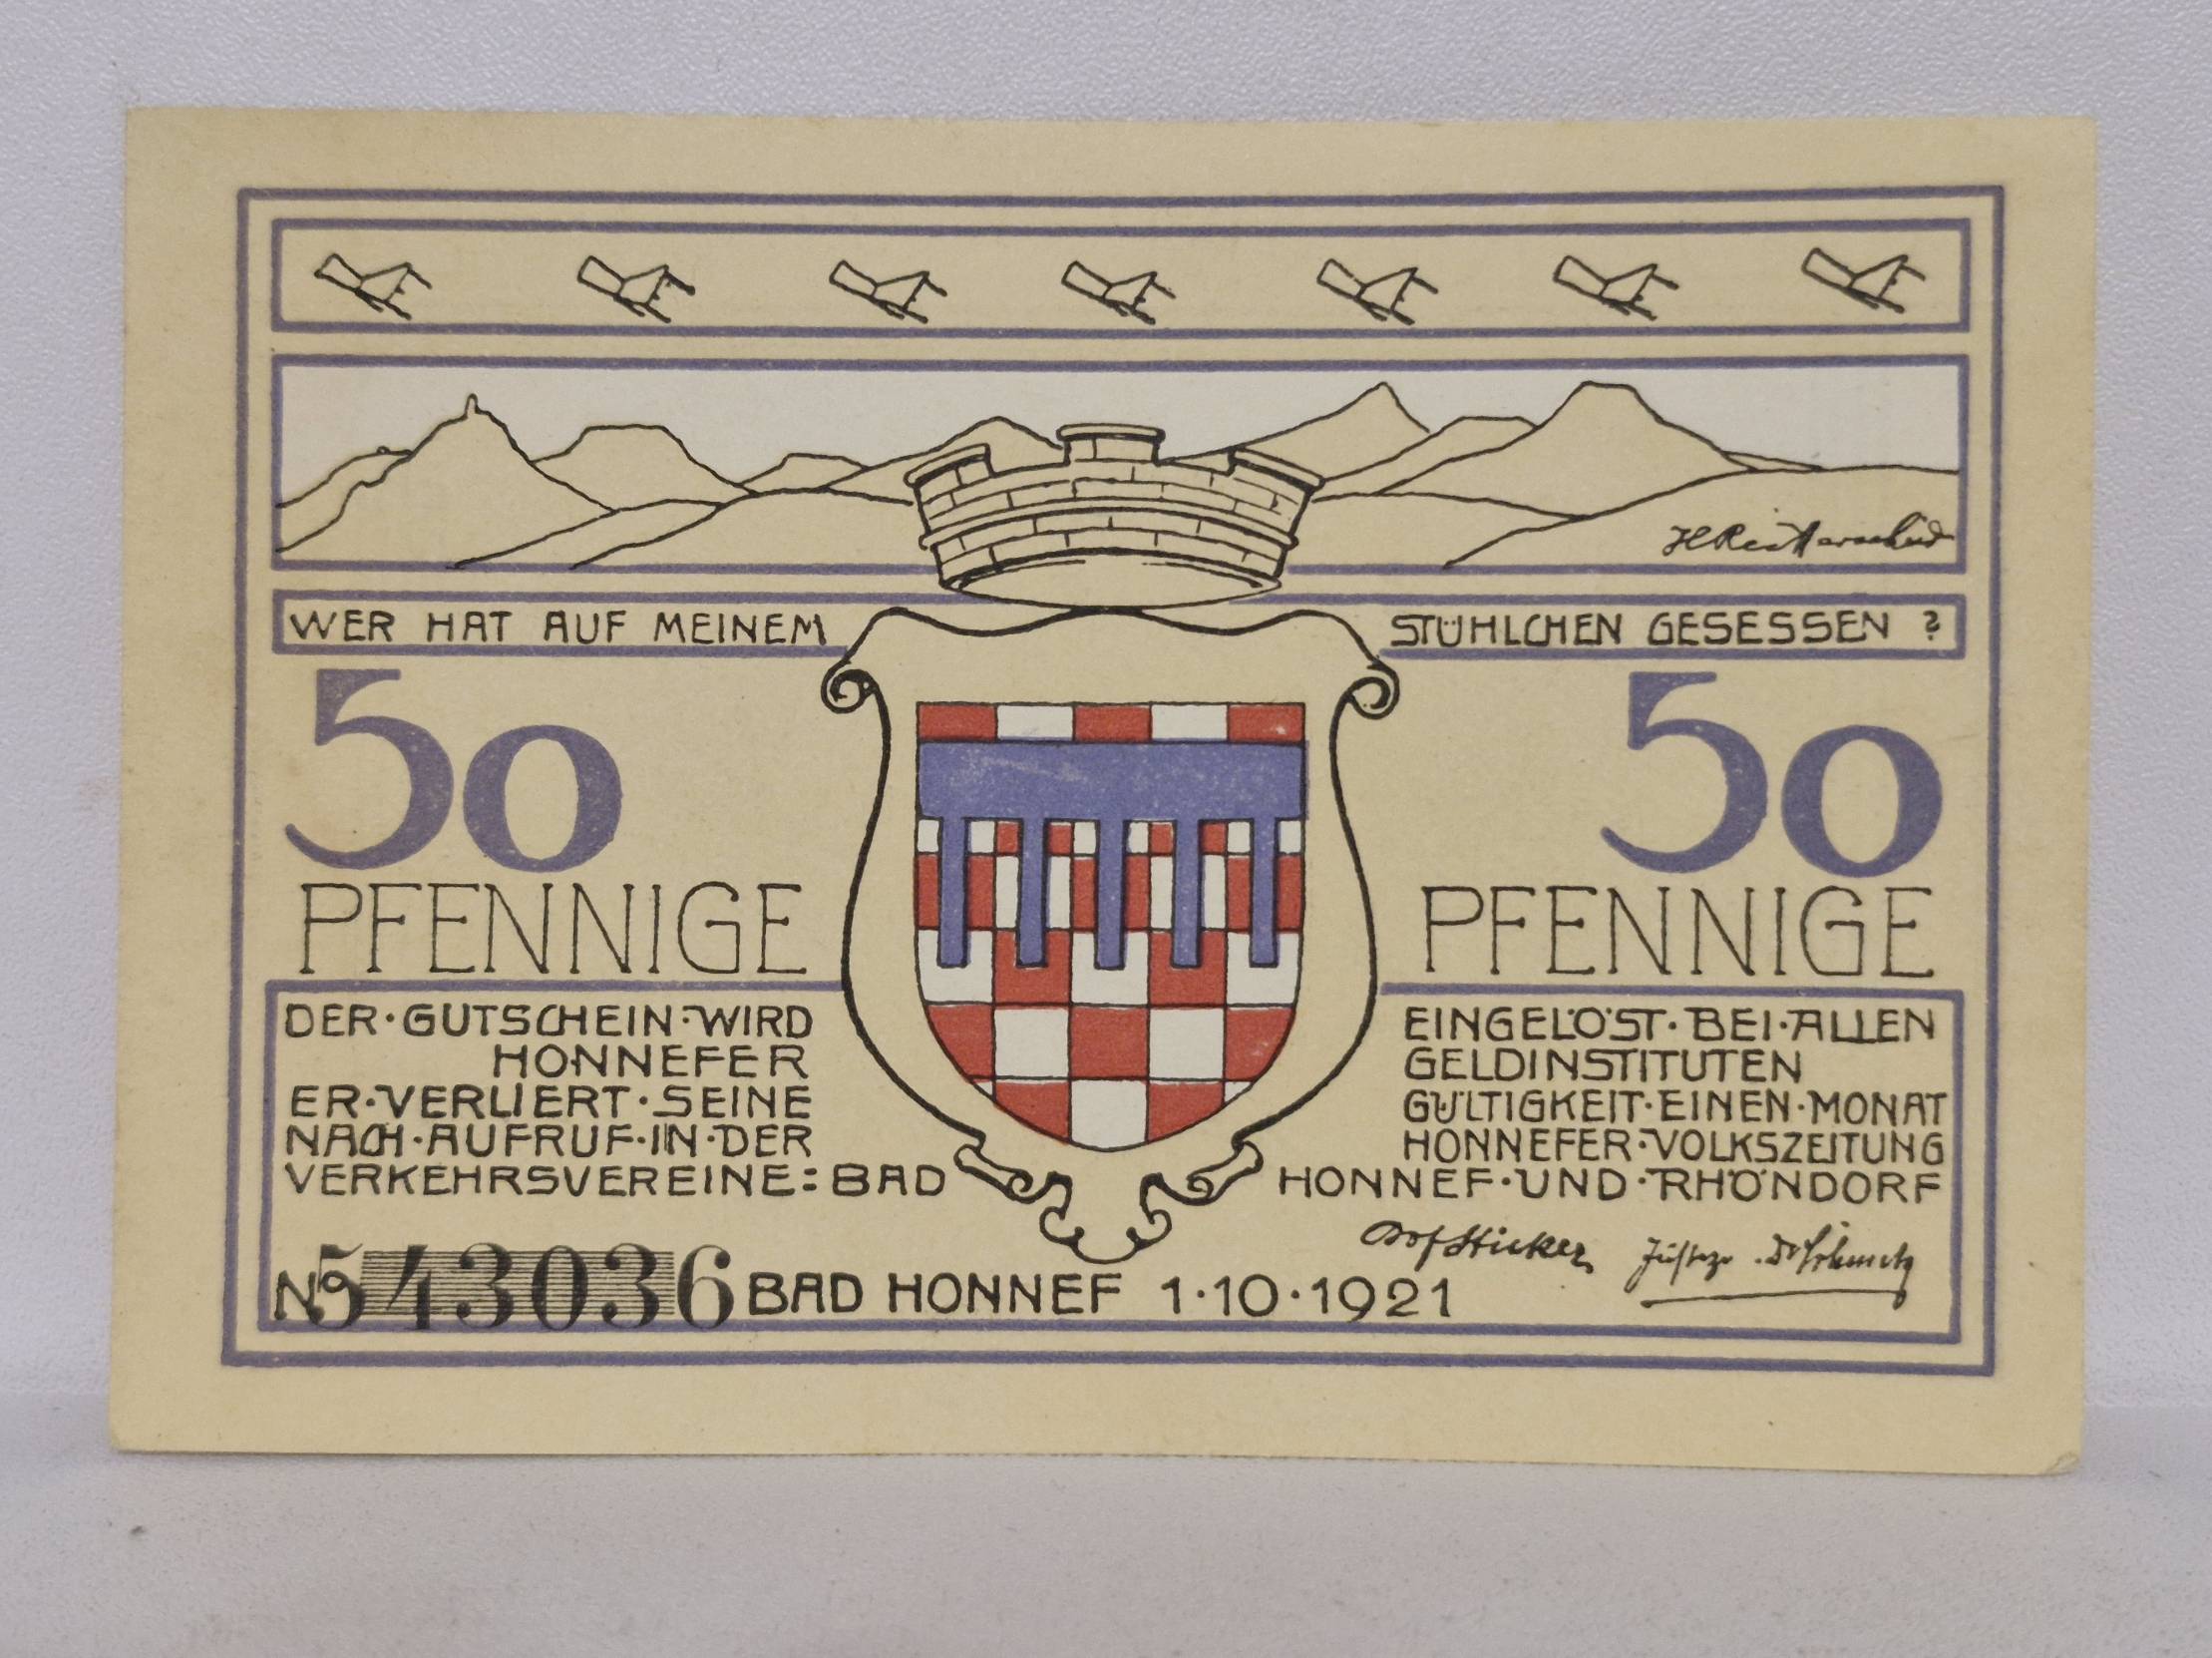 WER HAT AUF MEINEM STÜHLCHEN GESESSEN ?
50 50
PFENNIGE PFENNIGE
DER·GUTSCHEIN·WIRD EINGELÖST·BEI·ALLEN
HONNEFER GELDINSTITUTEN
ER·VERLIERT·SEINE GÜLTIGKEIT·EINEN·MONAT
NACH·AUFRUF·IN·DER HONNEFER·VOLKSZEITUNG
VERKEHRSVEREINE: BAD HONNEF·UND·RHÖNDORF
No 543036 BAD HONNEF 1·10·1921